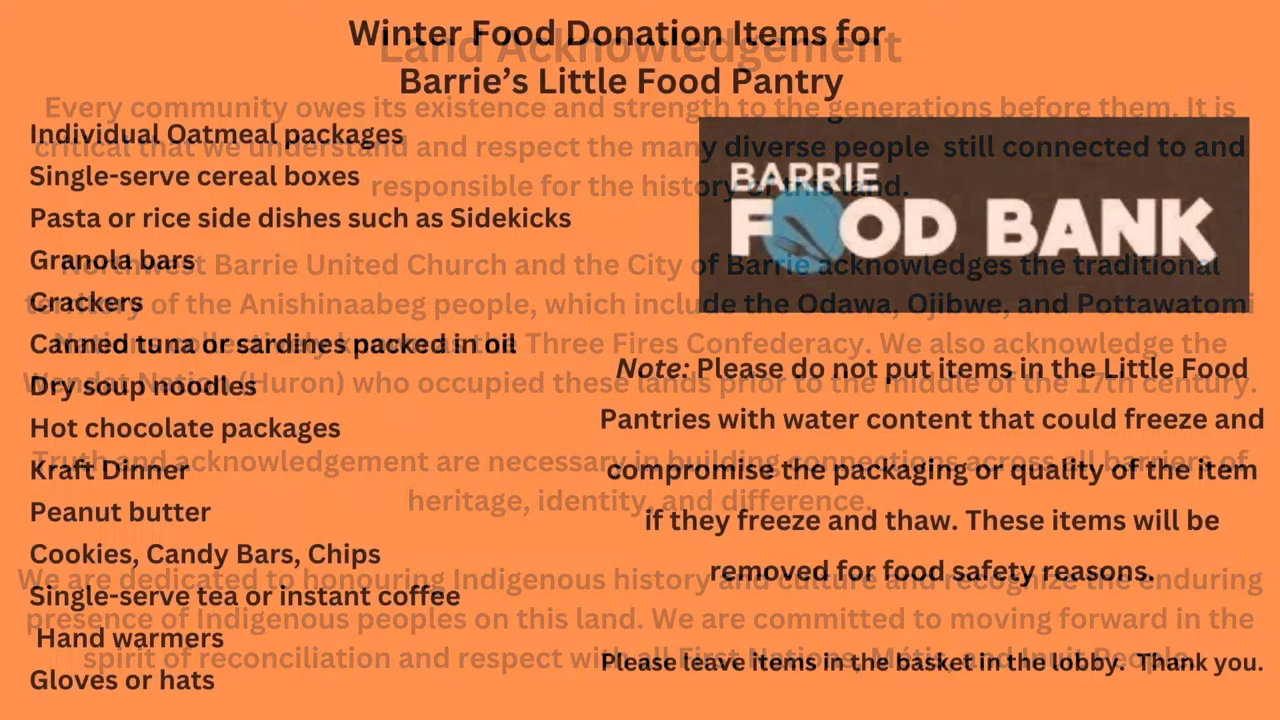 Winter Food Donation Items for
Barrie's Little Food Pantry
Individual Oatmeal packages
Single-serve cereal boxes
Pasta or rice side dishes such as Sidekicks
Granola bars
Crackers
Canned tuna or sardines packed in oil
Dry soup noodles
Hot chocolate packages
Kraft Dinner
Peanut butter
Cookies, Candy Bars, Chips
Single-serve tea or instant coffee
Hand warmers
Gloves or hats
BARRIE
FOOD BANK
Note: Please do not put items in the Little Food
Pantries with water content that could freeze and
compromise the packaging or quality of the item
if they freeze and thaw. These items will be
removed for food safety reasons.
Please leave items in the basket in the lobby. Thank you.
Land Acknowledgement
Every community owes its existence and strength to the generations before them. It is
critical that we understand and respect the many diverse people still connected to and
responsible for the history of this land.
Northwest Barrie United Church and the City of Barrie acknowledges the traditional
territory of the Anishinaabeg people, which include the Odawa, Ojibwe, and Pottawatomi
Nations collectively known as the Three Fires Confederacy. We also acknowledge the
Wendat Nation (Huron) who occupied these lands prior to the middle of the 17th century.
Truth and acknowledgement are necessary in building connections across all barriers of
heritage, identity, and difference.
We are dedicated to honouring Indigenous history and culture and recognize the enduring
presence of Indigenous peoples on this land. We are committed to moving forward in the
spirit of reconciliation and respect with all First Nations, Métis, and Inuit People.